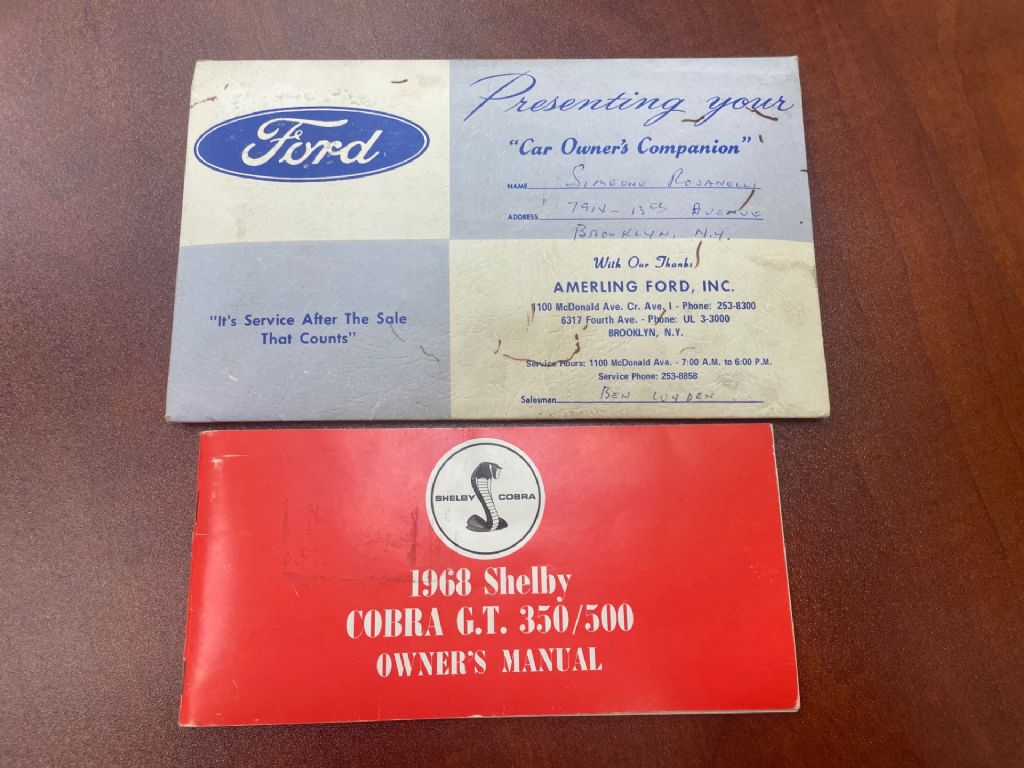 Ford
Presenting your
"Car Owner's Companion"
NAME Simeone Rosanelli
ADDRESS 7914 - 13th Avenue
Brooklyn, N.Y.
With Our Thanks
AMERLING FORD, INC.
1100 McDonald Ave. Cr. Ave. I - Phone: 253-8300
6317 Fourth Ave. - Phone: UL 3-3000
BROOKLYN, N.Y.
Service Hours: 1100 McDonald Ave. - 7:00 A.M. to 6:00 P.M.
Service Phone: 253-8858
Salesman Ben Wyden
"It's Service After The Sale
That Counts"
SHELBY COBRA
1968 Shelby
COBRA G.T. 350/500
OWNER'S MANUAL